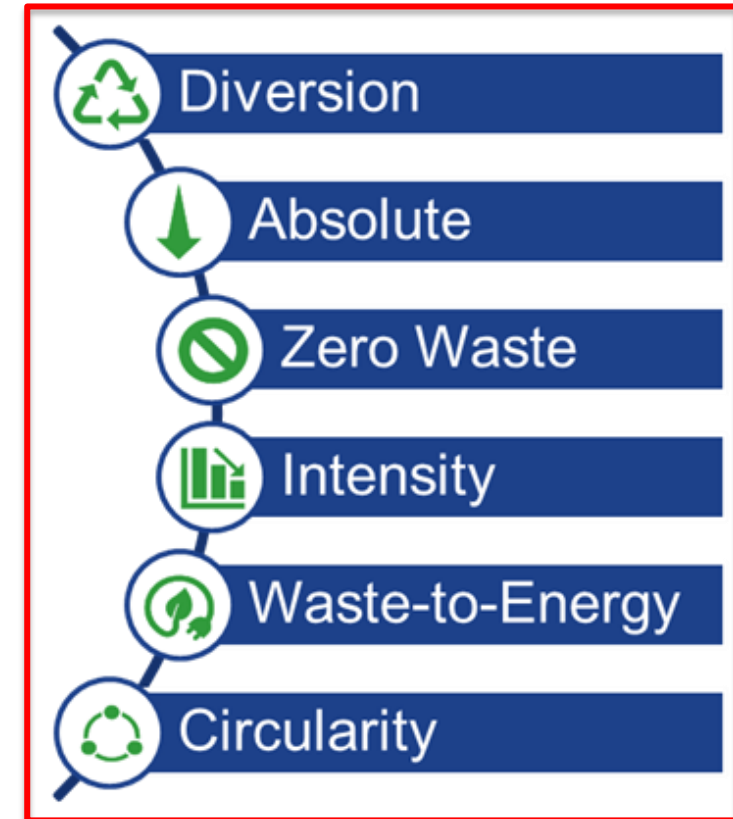 Diversion
Absolute
Zero Waste
Intensity
Waste-to-Energy
Circularity